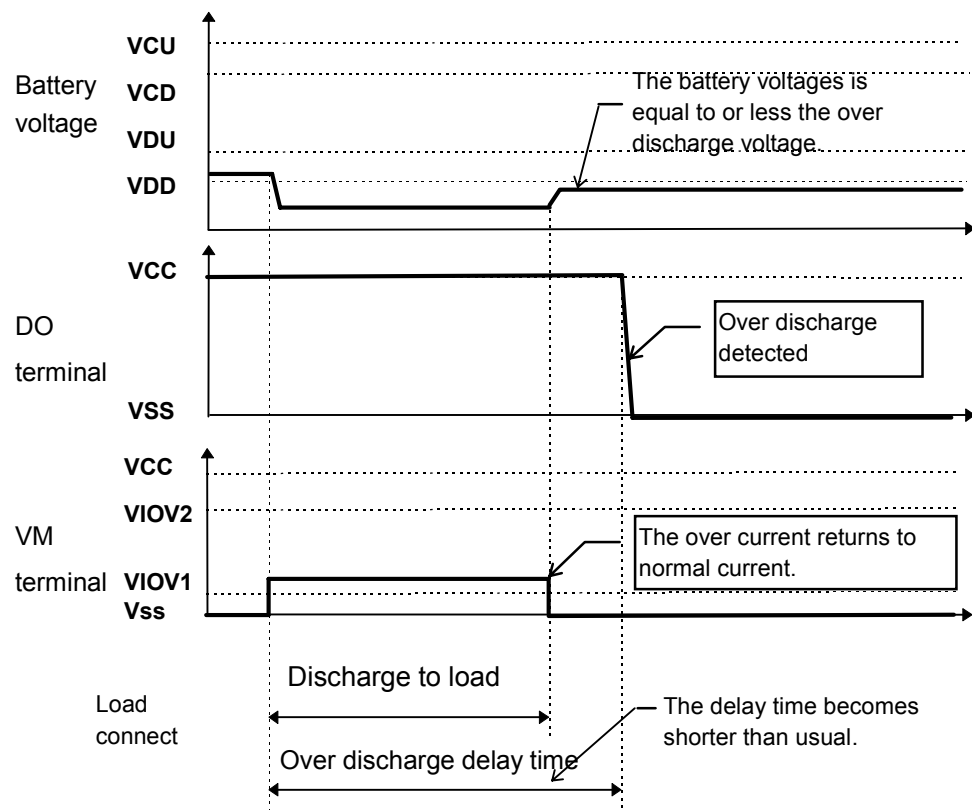 VCU
VCD
VDU
VDD
Battery
voltage
The battery voltages is
equal to or less the over
discharge voltage.
VCC
DO
terminal
VSS
Over discharge
detected
VCC
VIOV2
VM
terminal
VIOV1
Vss
The over current returns to
normal current.
Discharge to load
Load
connect
The delay time becomes
shorter than usual.
Over discharge delay time